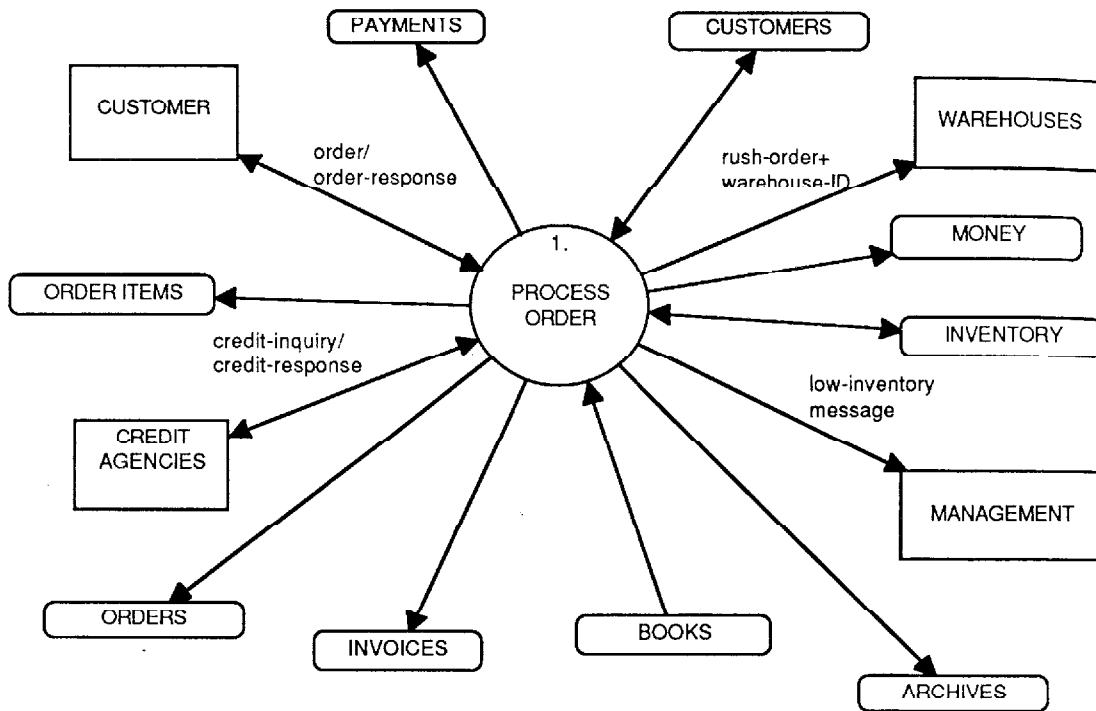 PAYMENTS
CUSTOMERS
CUSTOMER
WAREHOUSES
order/
order-response
rush-order+
warehouse-ID
1.
PROCESS
ORDER
MONEY
ORDER ITEMS
INVENTORY
credit-inquiry/
credit-response
low-inventory
message
CREDIT
AGENCIES
MANAGEMENT
ORDERS
INVOICES
BOOKS
ARCHIVES